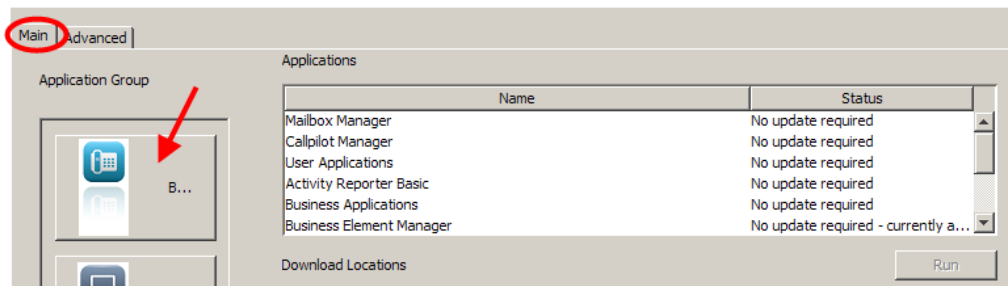 Main Advanced
Applications
Application Group
Name Status
Mailbox Manager No update required
Callpilot Manager No update required
User Applications No update required
Activity Reporter Basic No update required
B...
Business Applications No update required
Business Element Manager No update required - currently a...
Download Locations Run